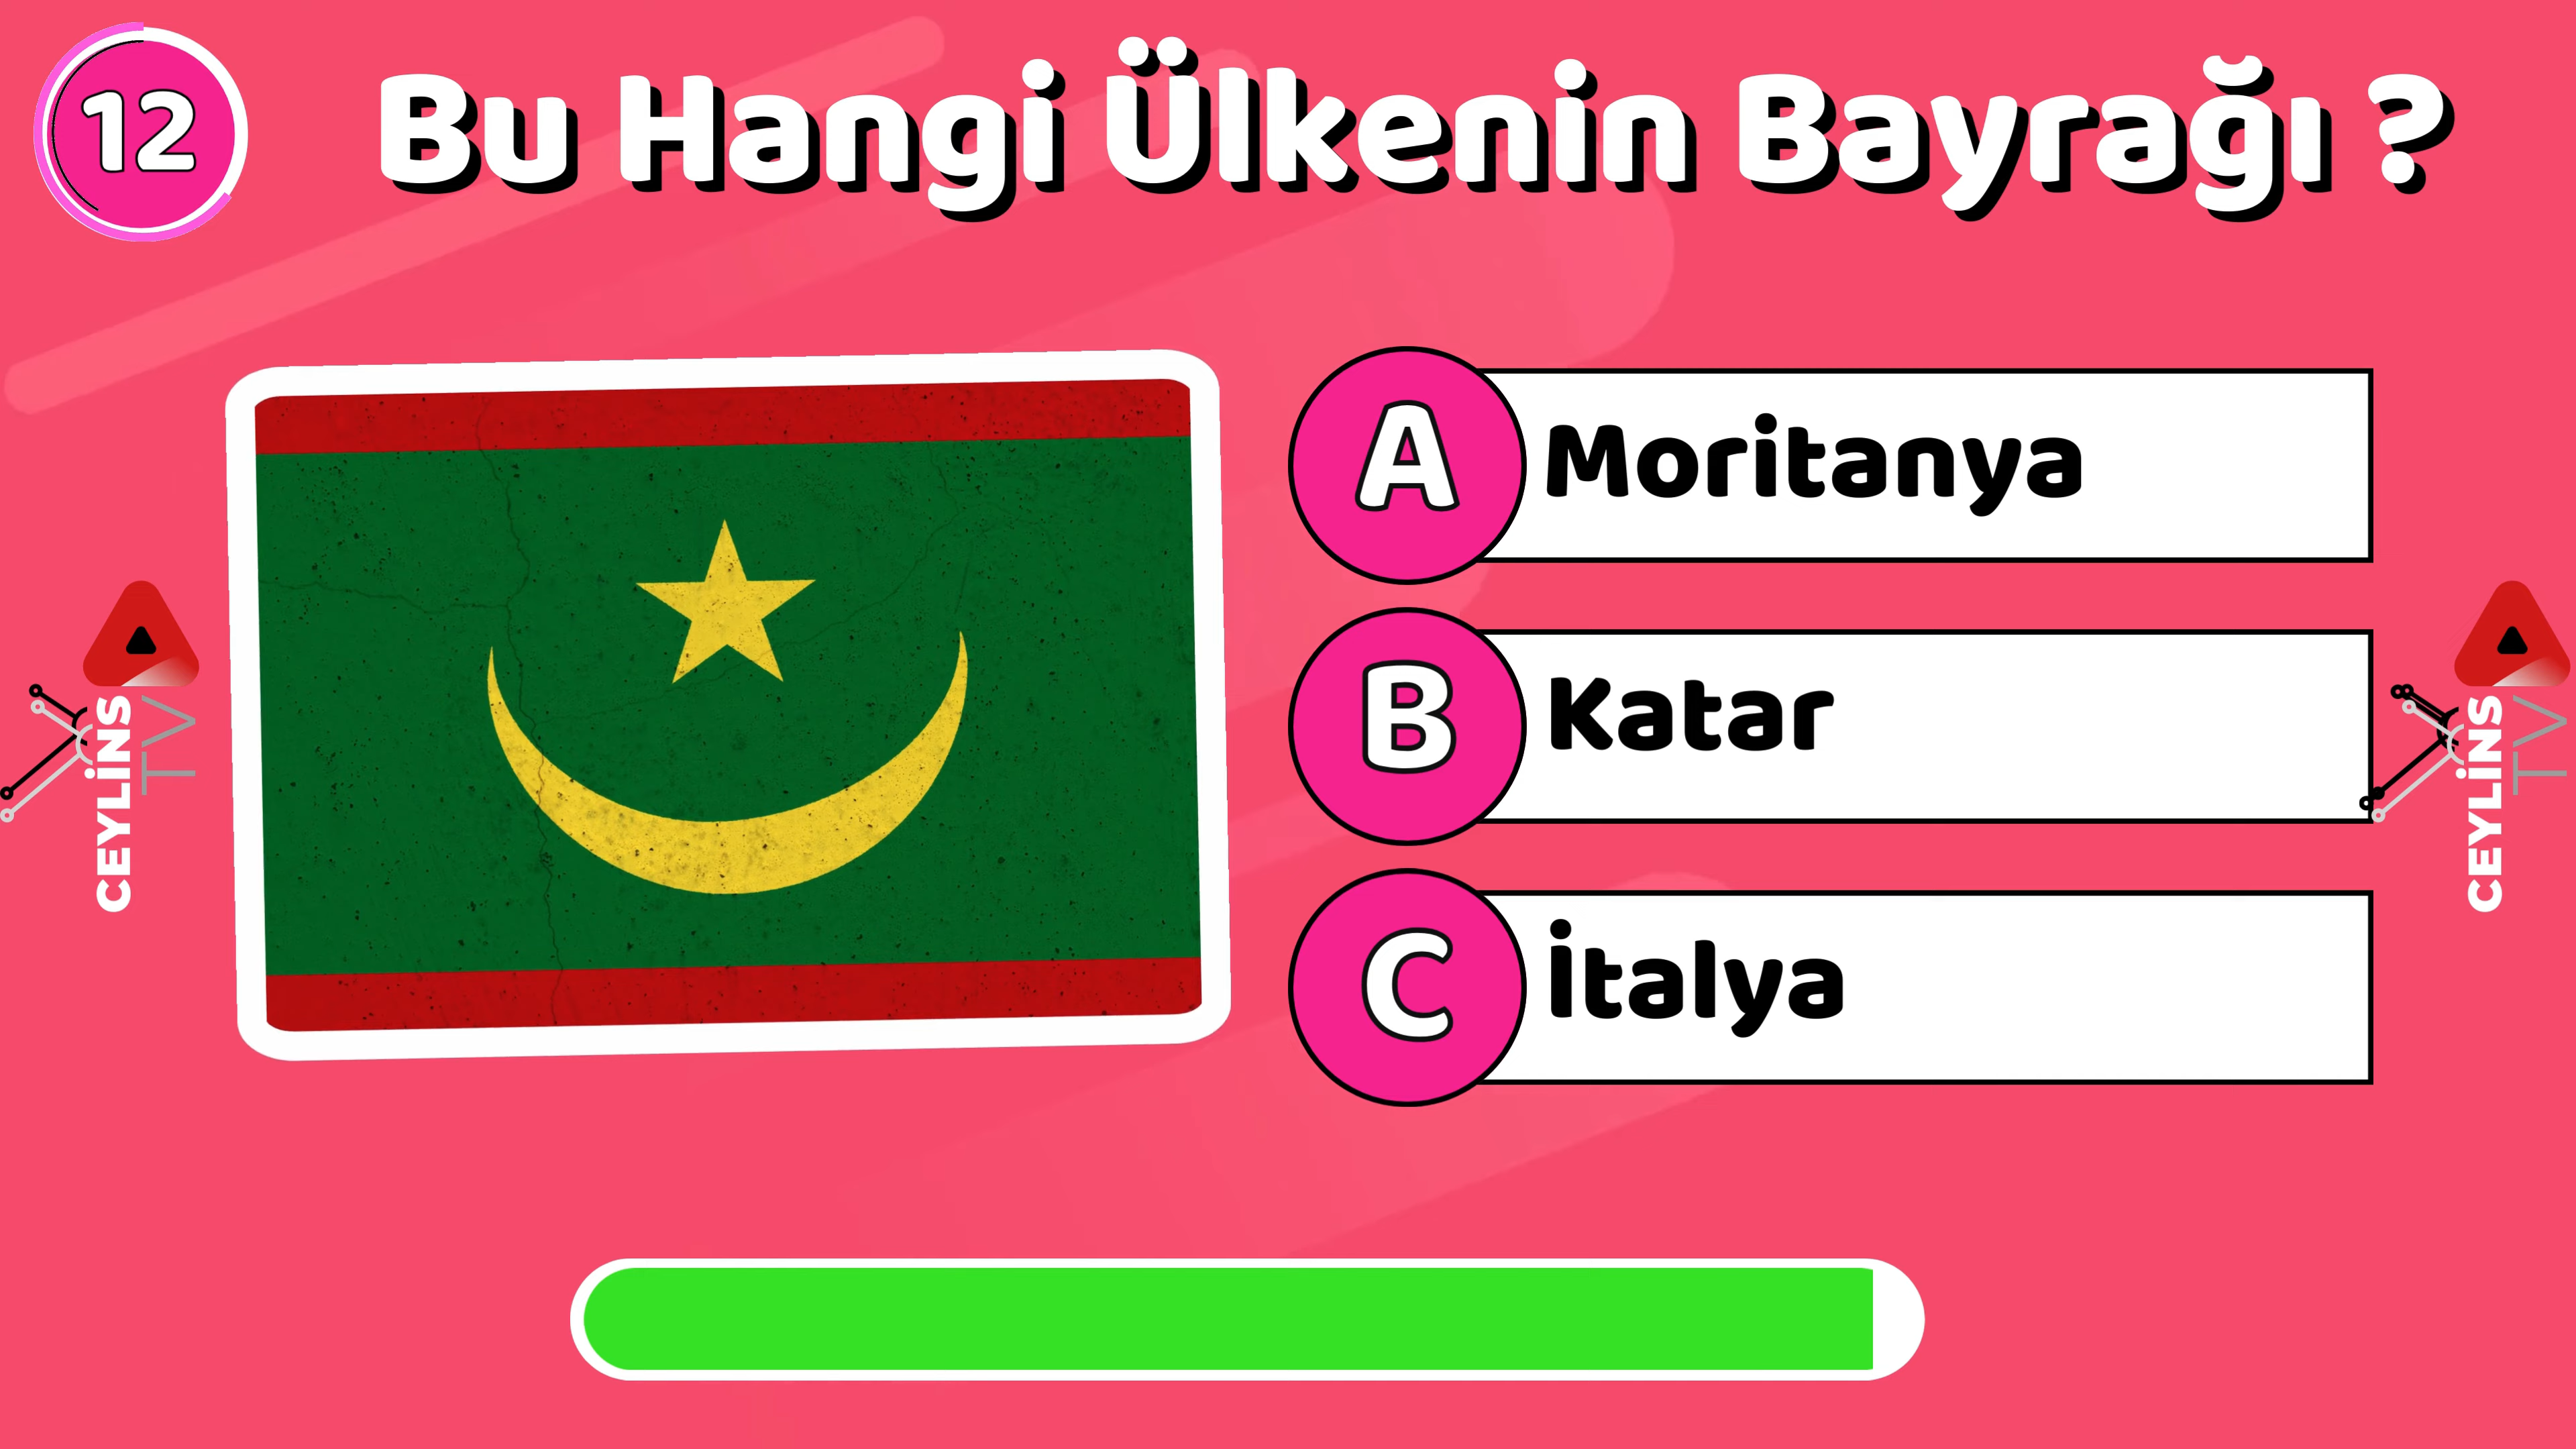 12
Bu Hangi Ülkenin Bayrağı ?
A Moritanya
B Katar
C İtalya
CEYLİNS
TV
CEYLİNS
TV